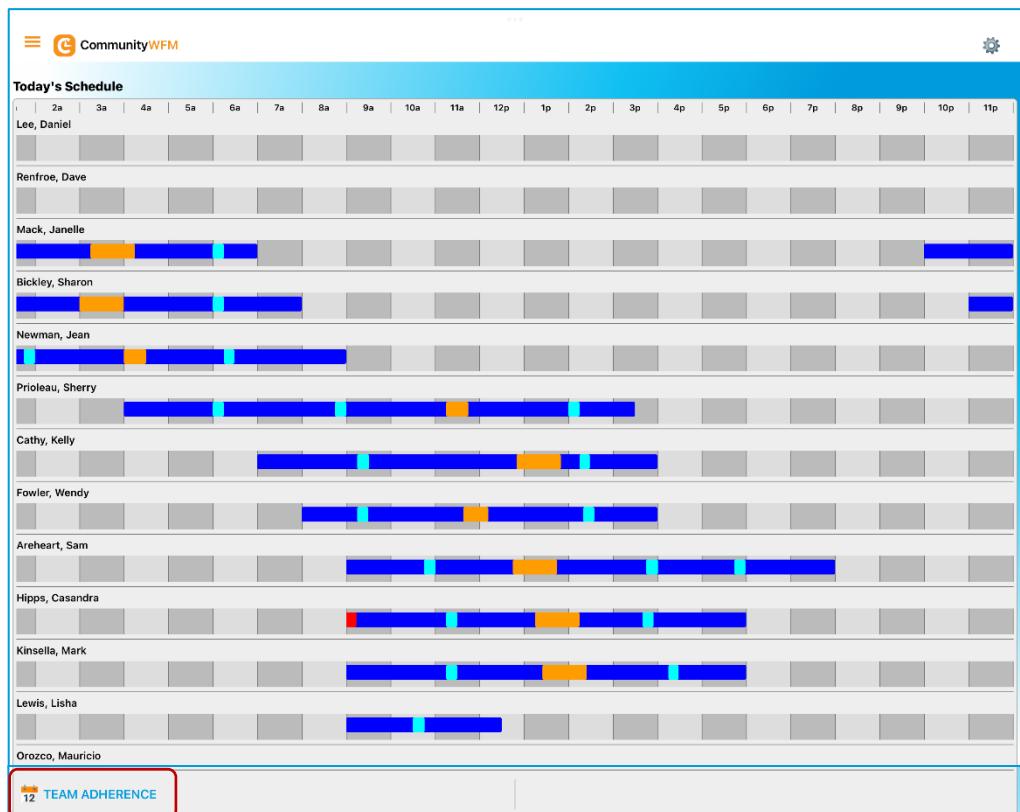 CommunityWFM
Today's Schedule
2a 3a 4a 5a 6a 7a 8a 9a 10a 11a 12p 1p 2p 3p 4p 5p 6p 7p 8p 9p 10p 11p
Lee, Daniel
Renfroe, Dave
Mack, Janelle
Bickley, Sharon
Newman, Jean
Prioleau, Sherry
Cathy, Kelly
Fowler, Wendy
Areheart, Sam
Hipps, Casandra
Kinsella, Mark
Lewis, Lisha
Orozco, Mauricio
12 TEAM ADHERENCE